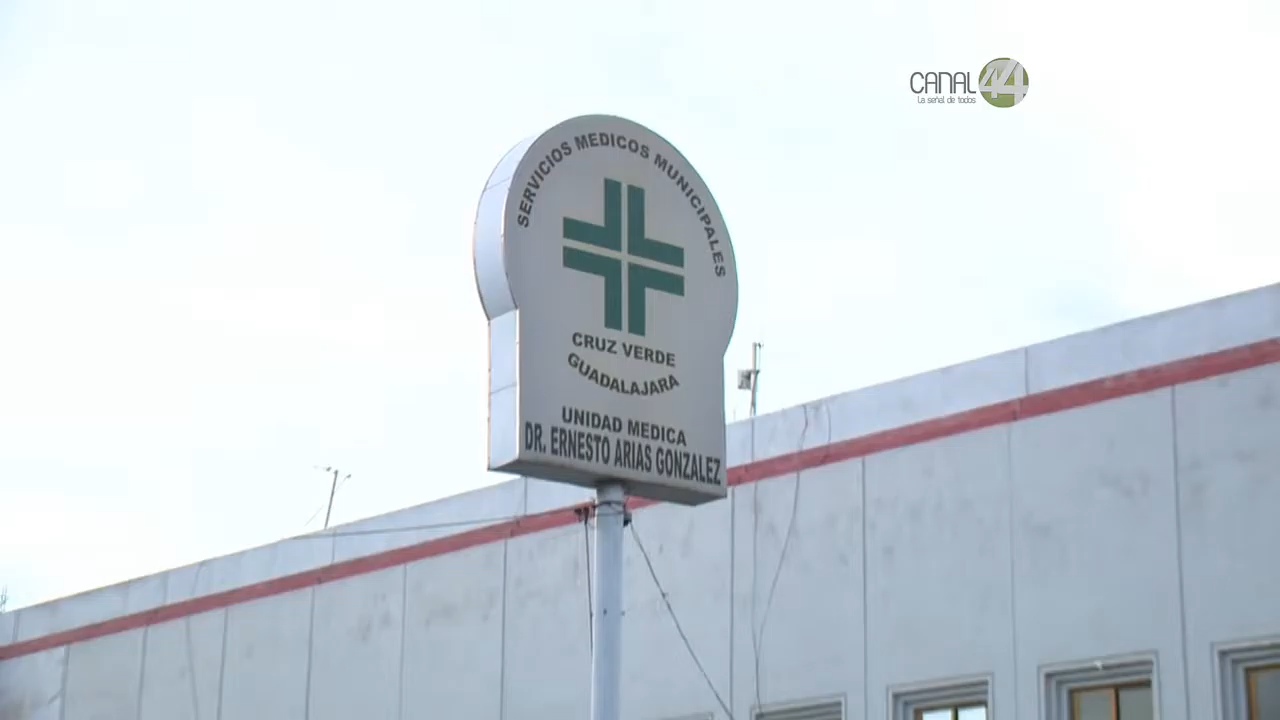 CANAL 44
La señal de todos
SERVICIOS MEDICOS MUNICIPALES
CRUZ VERDE
GUADALAJARA
UNIDAD MEDICA
DR. ERNESTO ARIAS GONZALEZ